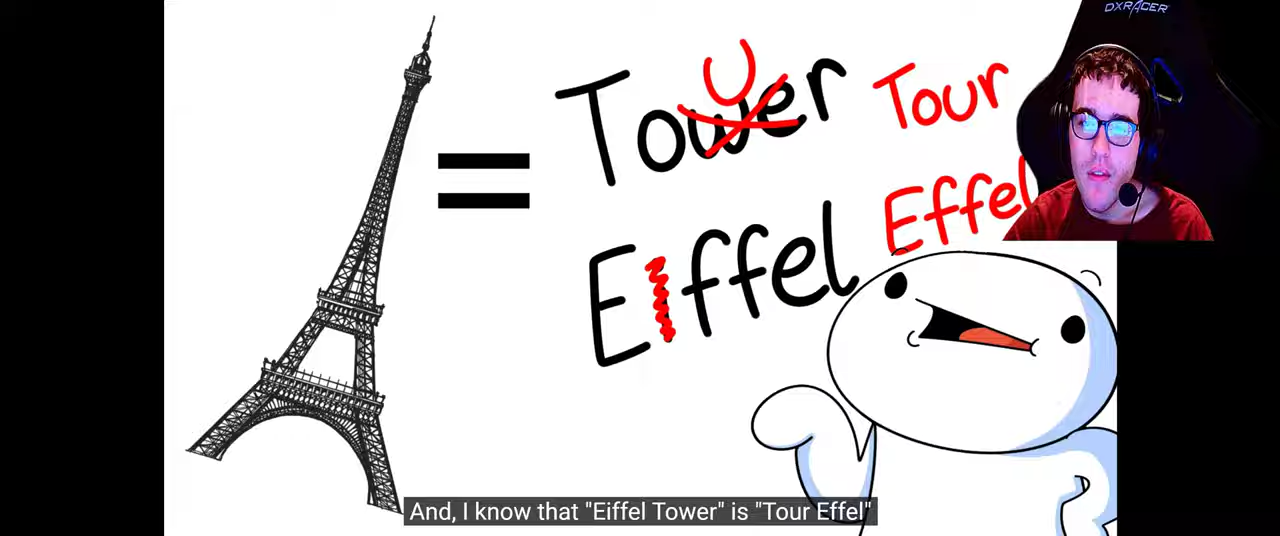 DXRACER
Tower U Tour
Eiffel Effel
=
And, I know that "Eiffel Tower" is "Tour Effel"